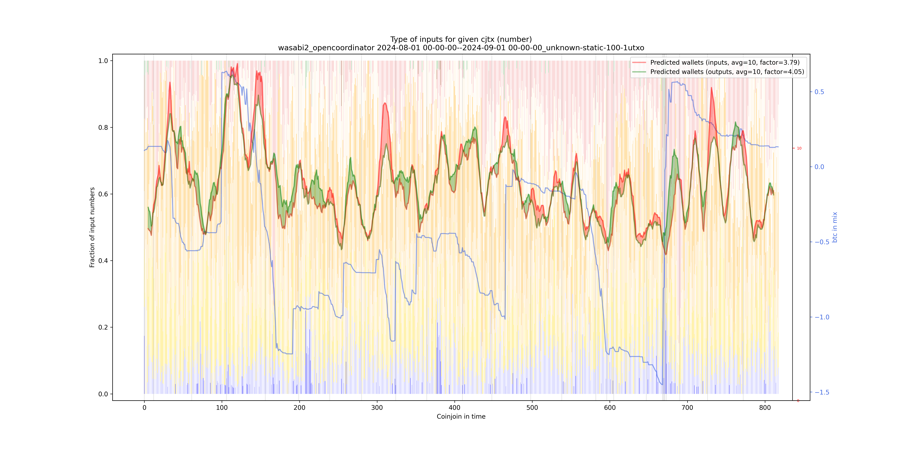 Type of inputs for given cjtx (number)
wasabi2_opencoordinator 2024-08-01 00-00-00--2024-09-01 00-00-00_unknown-static-100-1utxo
Predicted wallets (inputs, avg=10, factor=3.79)
Predicted wallets (outputs, avg=10, factor=4.05)
Fraction of input numbers
1.0
0.8
0.6
0.4
0.2
0.0
0 100 200 300 400 500 600 700 800
Coinjoin in time
0.5
0.0
−0.5
−1.0
−1.5
btc in mix